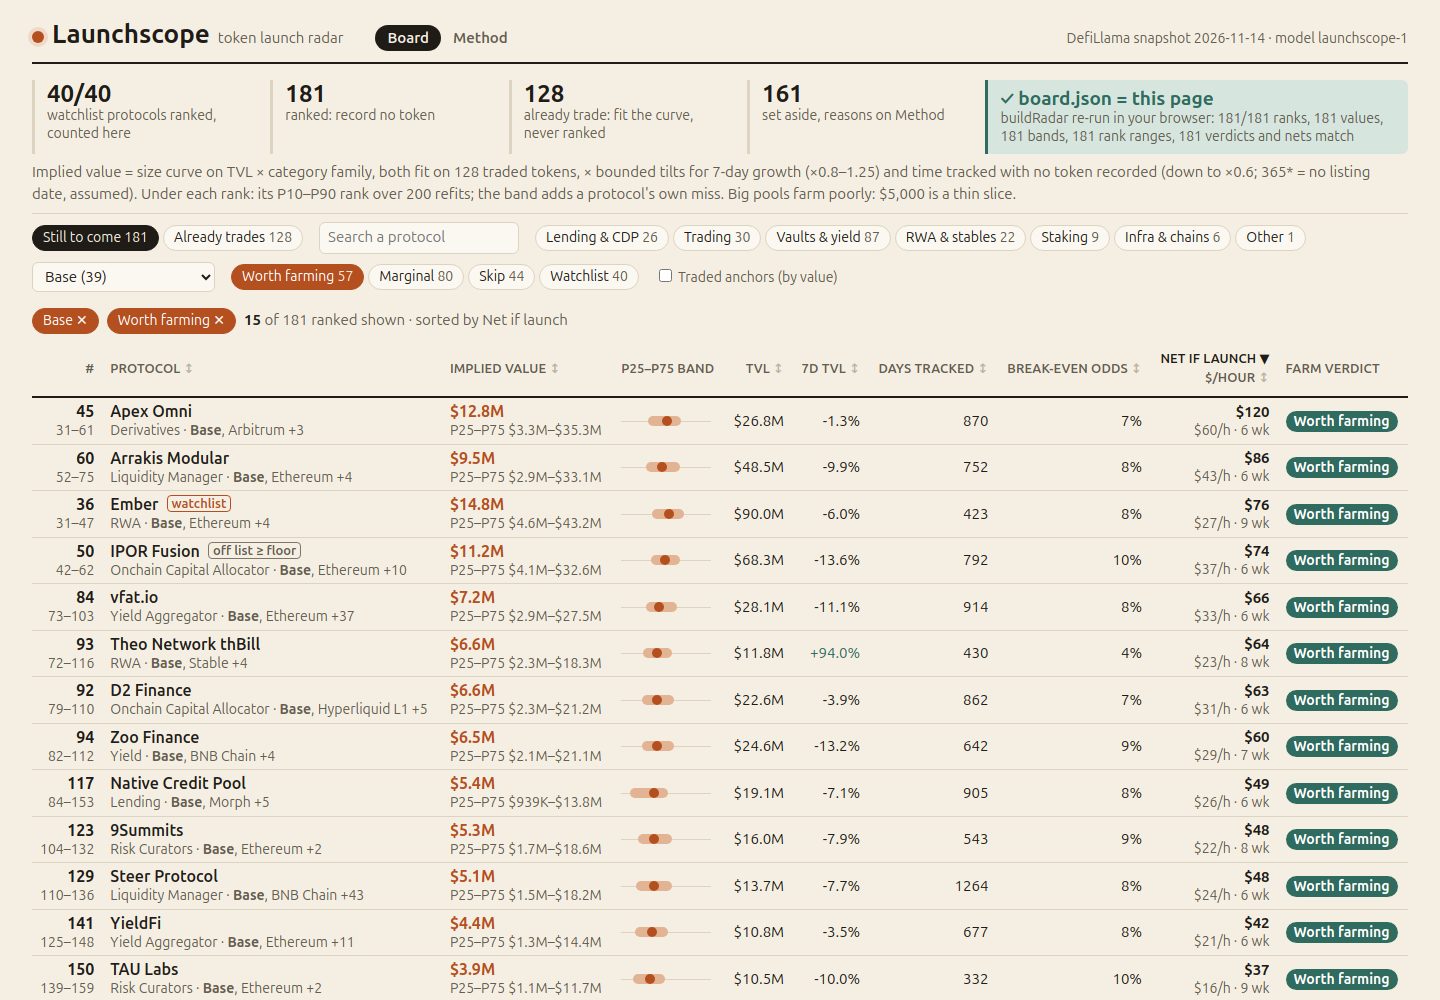 Launchscope token launch radar Board Method DefiLlama snapshot 2026-11-14 · model launchscope-1
40/40
watchlist protocols ranked,
counted here
181
ranked: record no token
128
already trade: fit the curve,
never ranked
161
set aside, reasons on Method
✓ board.json = this page
buildRadar re-run in your browser: 181/181 ranks, 181 values,
181 bands, 181 rank ranges, 181 verdicts and nets match
Implied value = size curve on TVL × category family, both fit on 128 traded tokens, × bounded tilts for 7-day growth (×0.8–1.25) and time tracked with no token recorded (down to ×0.6; 365* = no listing
date, assumed). Under each rank: its P10–P90 rank over 200 refits; the band adds a protocol's own miss. Big pools farm poorly: $5,000 is a thin slice.
Still to come 181 Already trades 128 Search a protocol Lending & CDP 26 Trading 30 Vaults & yield 87 RWA & stables 22 Staking 9 Infra & chains 6 Other 1
Base (39) Worth farming 57 Marginal 80 Skip 44 Watchlist 40 Traded anchors (by value)
Base ✕ Worth farming ✕ 15 of 181 ranked shown · sorted by Net if launch
# PROTOCOL ↕ IMPLIED VALUE ↕ P25–P75 BAND TVL ↕ 7D TVL ↕ DAYS TRACKED ↕ BREAK-EVEN ODDS ↕ NET IF LAUNCH ▼ FARM VERDICT
$/HOUR ↕
45 Apex Omni $12.8M $26.8M -1.3% 870 7% $120 Worth farming
31–61 Derivatives · Base, Arbitrum +3 P25–P75 $3.3M–$35.3M $60/h · 6 wk
60 Arrakis Modular $9.5M $48.5M -9.9% 752 8% $86 Worth farming
52–75 Liquidity Manager · Base, Ethereum +4 P25–P75 $2.9M–$33.1M $43/h · 6 wk
36 Ember watchlist $14.8M $90.0M -6.0% 423 8% $76 Worth farming
31–47 RWA · Base, Ethereum +4 P25–P75 $4.6M–$43.2M $27/h · 9 wk
50 IPOR Fusion off list ≥ floor $11.2M $68.3M -13.6% 792 10% $74 Worth farming
42–62 Onchain Capital Allocator · Base, Ethereum +10 P25–P75 $4.1M–$32.6M $37/h · 6 wk
84 vfat.io $7.2M $28.1M -11.1% 914 8% $66 Worth farming
73–103 Yield Aggregator · Base, Ethereum +37 P25–P75 $2.9M–$27.5M $33/h · 6 wk
93 Theo Network thBill $6.6M $11.8M +94.0% 430 4% $64 Worth farming
72–116 RWA · Base, Stable +4 P25–P75 $2.3M–$18.3M $23/h · 8 wk
92 D2 Finance $6.6M $22.6M -3.9% 862 7% $63 Worth farming
79–110 Onchain Capital Allocator · Base, Hyperliquid L1 +5 P25–P75 $2.3M–$21.2M $31/h · 6 wk
94 Zoo Finance $6.5M $24.6M -13.2% 642 9% $60 Worth farming
82–112 Yield · Base, BNB Chain +4 P25–P75 $2.1M–$21.1M $29/h · 7 wk
117 Native Credit Pool $5.4M $19.1M -7.1% 905 8% $49 Worth farming
84–153 Lending · Base, Morph +5 P25–P75 $939K–$13.8M $26/h · 6 wk
123 9Summits $5.3M $16.0M -7.9% 543 9% $48 Worth farming
104–132 Risk Curators · Base, Ethereum +2 P25–P75 $1.7M–$18.6M $22/h · 8 wk
129 Steer Protocol $5.1M $13.7M -7.7% 1264 8% $48 Worth farming
110–136 Liquidity Manager · Base, BNB Chain +43 P25–P75 $1.5M–$18.2M $24/h · 6 wk
141 YieldFi $4.4M $10.8M -3.5% 677 8% $42 Worth farming
125–148 Yield Aggregator · Base, Ethereum +11 P25–P75 $1.3M–$14.4M $21/h · 6 wk
150 TAU Labs $3.9M $10.5M -10.0% 332 10% $37 Worth farming
139–159 Risk Curators · Base, Ethereum +2 P25–P75 $1.1M–$11.7M $16/h · 9 wk